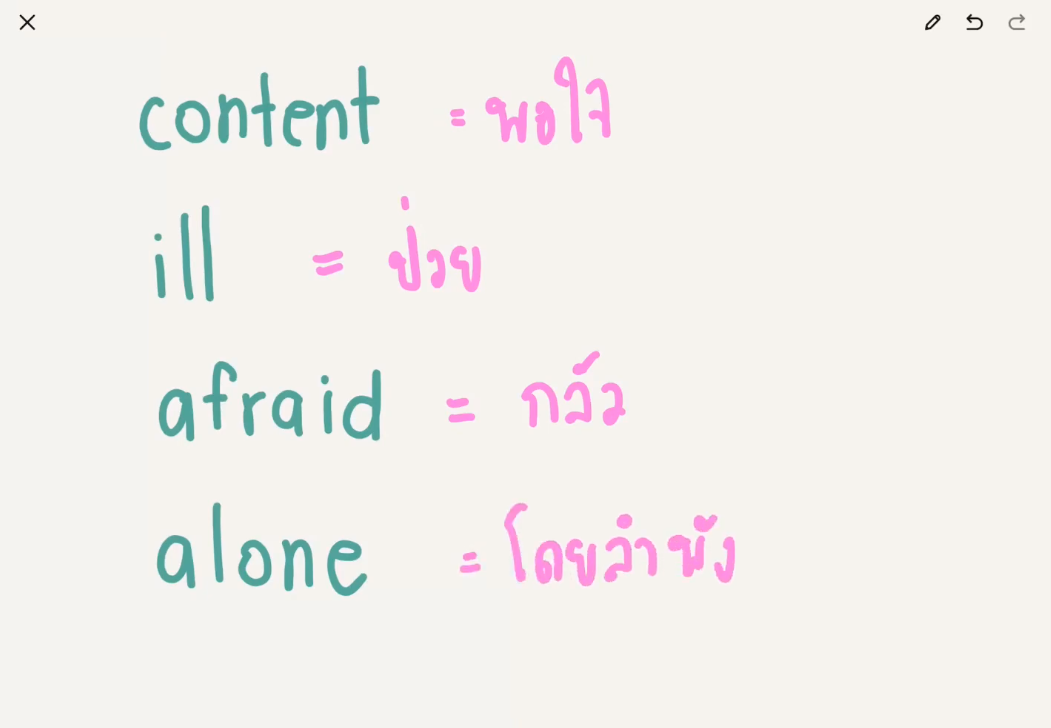 content = พอใจ
ill = ป่วย
afraid = กลัว
alone = โดยลำพัง